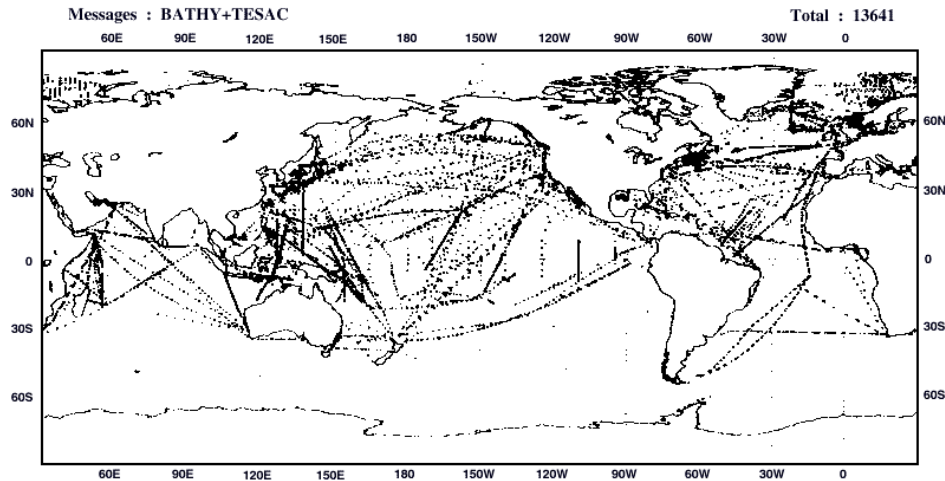 Messages : BATHY+TESAC Total : 13641
60E 90E 120E 150E 180 150W 120W 90W 60W 30W 0
60N 60N
30N 30N
0 0
30S 30S
60S 60S
60E 90E 120E 150E 180 150W 120W 90W 60W 30W 0